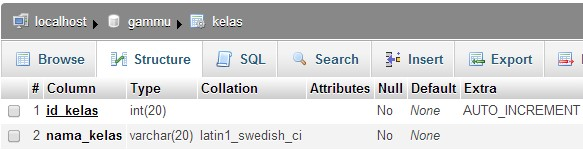 localhost gammu kelas
Browse Structure SQL Search Insert Export
# Column Type Collation Attributes Null Default Extra
1 id_kelas int(20) No None AUTO_INCREMENT
2 nama_kelas varchar(20) latin1_swedish_ci No None